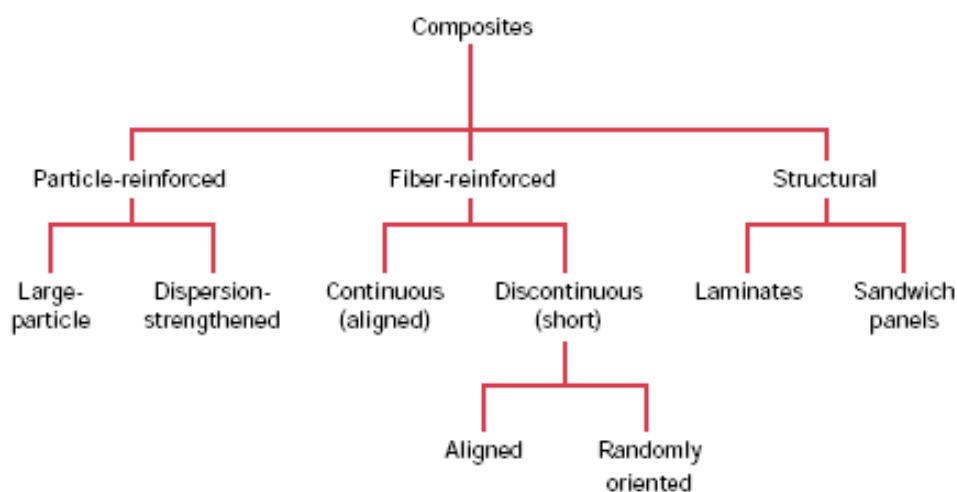 Composites
Particle-reinforced
Fiber-reinforced
Structural
Large-
particle
Dispersion-
strengthened
Continuous
(aligned)
Discontinuous
(short)
Laminates
Sandwich
panels
Aligned
Randomly
oriented